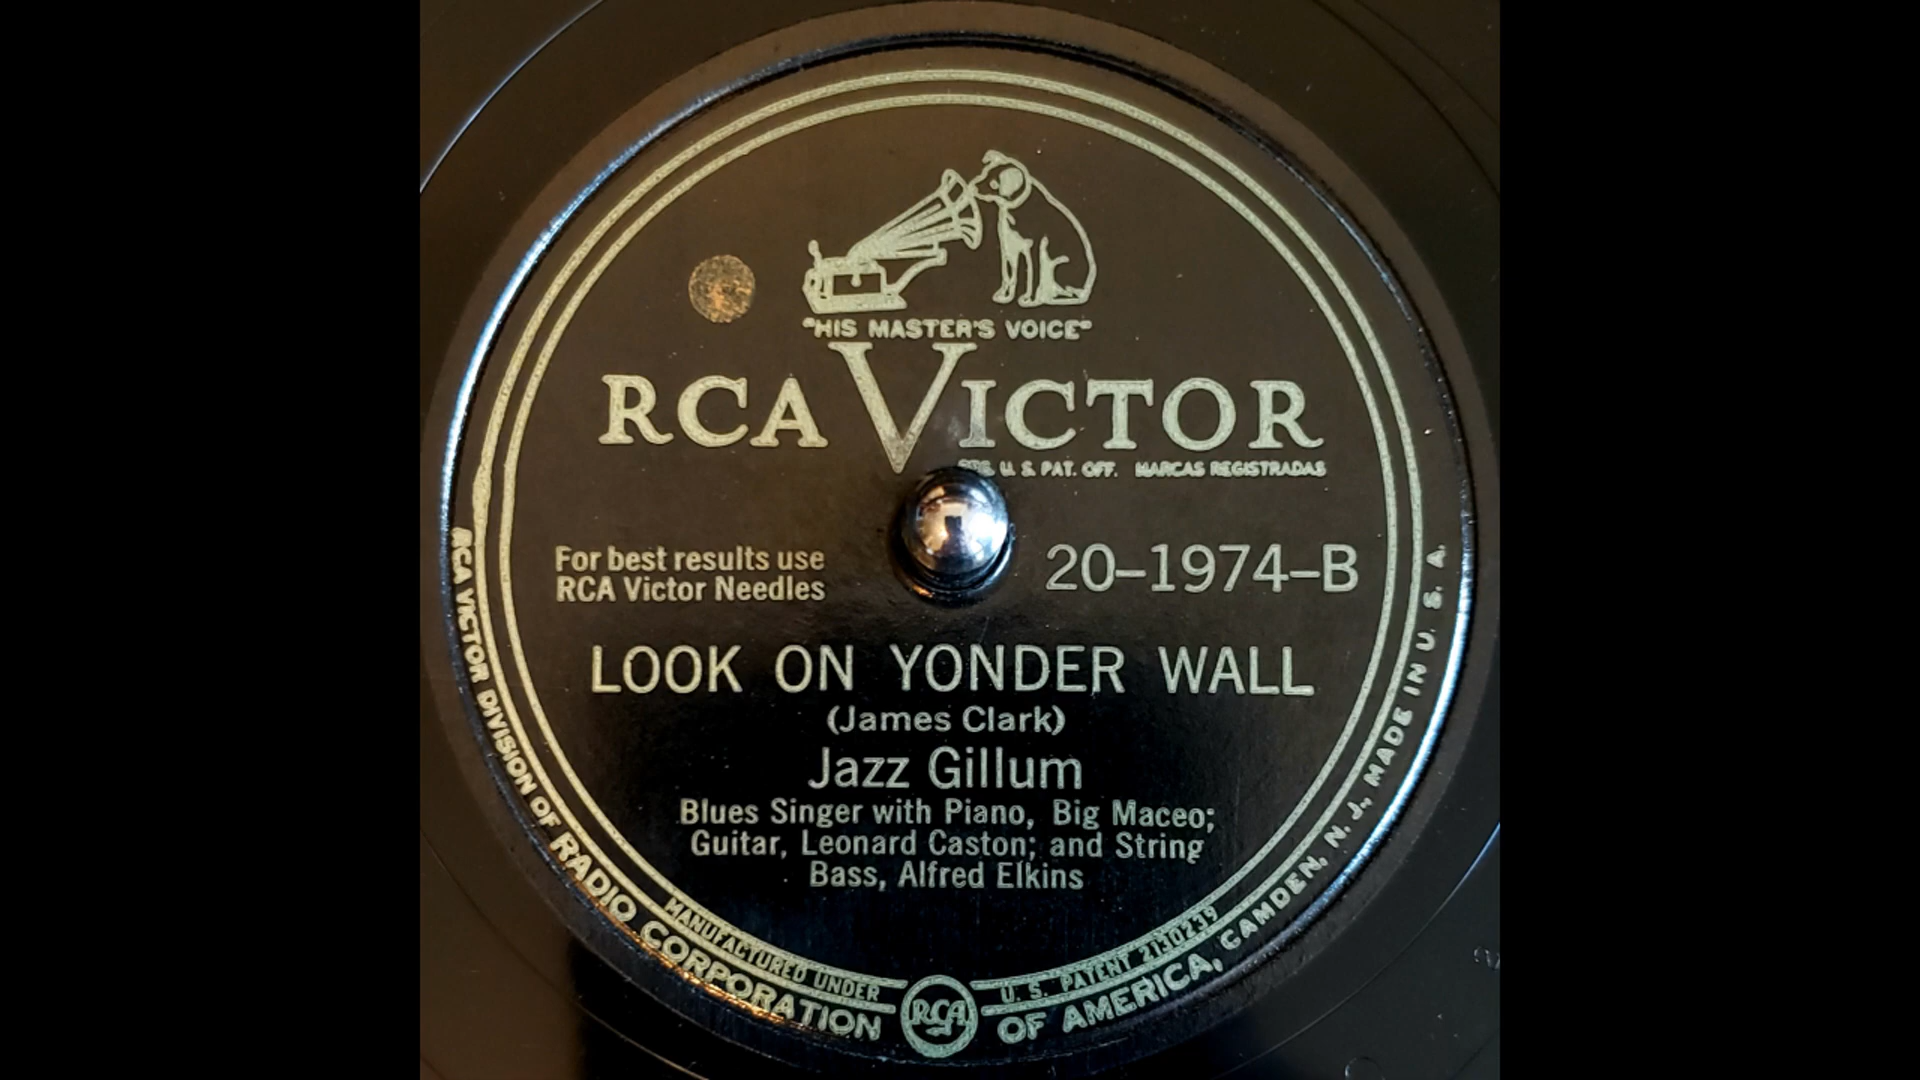 "HIS MASTER'S VOICE"
RCA VICTOR
U. S. PAT. OFF. MARCAS REGISTRADAS
For best results use
RCA Victor Needles
20-1974-B
LOOK ON YONDER WALL
(James Clark)
Jazz Gillum
Blues Singer with Piano, Big Maceo;
Guitar, Leonard Caston; and String
Bass, Alfred Elkins
MANUFACTURED UNDER U. S. PATENT 2130239
RCA
RCA VICTOR DIVISION OF RADIO CORPORATION OF AMERICA, CAMDEN, N. J., MADE IN U. S. A.